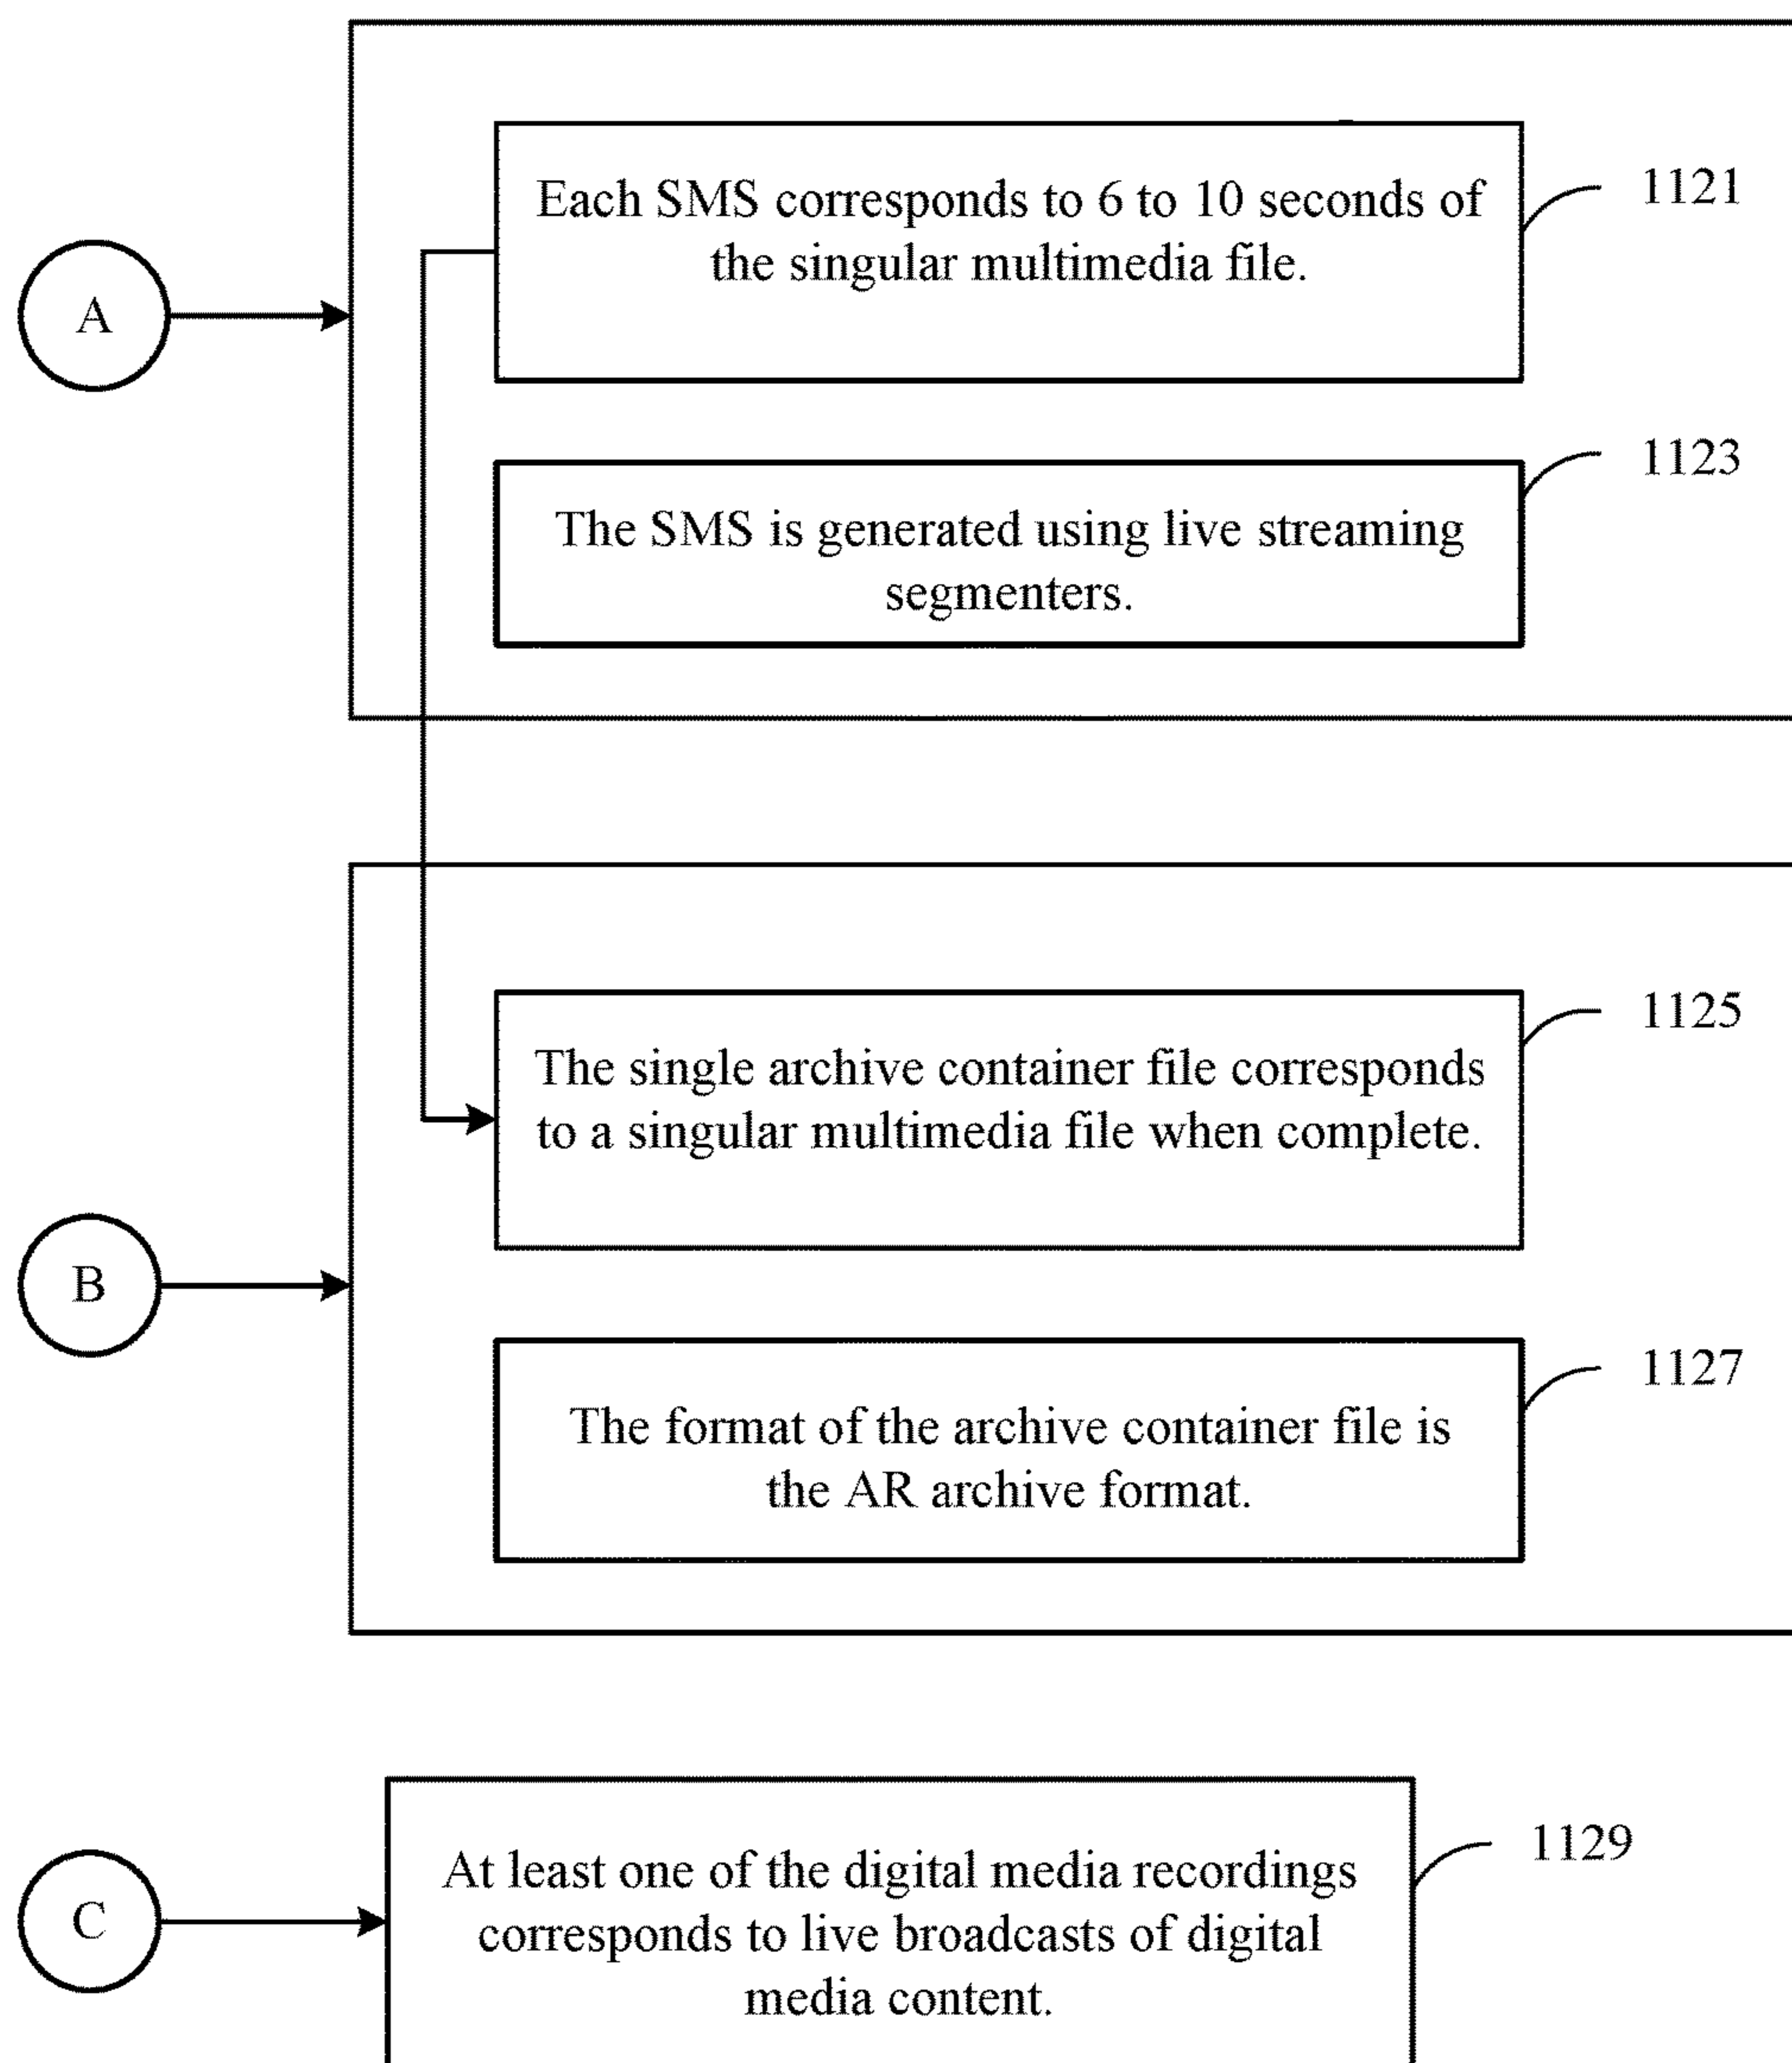 A
Each SMS corresponds to 6 to 10 seconds of
the singular multimedia file.
1121
The SMS is generated using live streaming
segmenters.
1123
B
The single archive container file corresponds
to a singular multimedia file when complete.
1125
The format of the archive container file is
the AR archive format.
1127
C
At least one of the digital media recordings
corresponds to live broadcasts of digital
media content.
1129